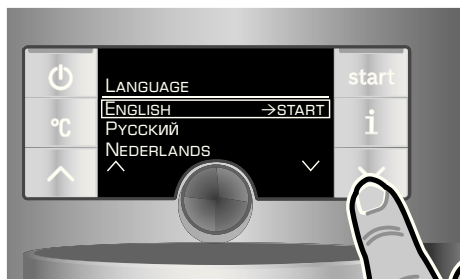 LANGUAGE
ENGLISH →START
РУССКИЙ
NEDERLANDS
°C
start
i